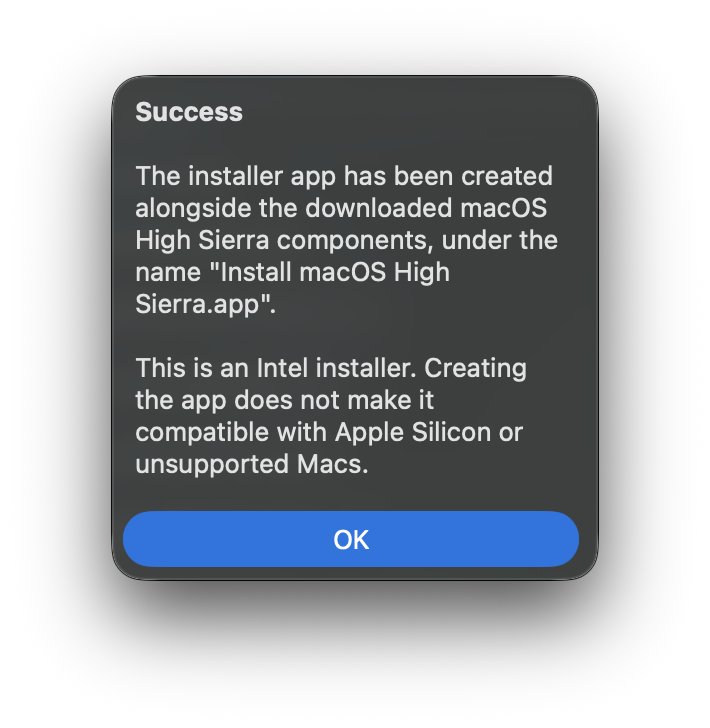 Success
The installer app has been created
alongside the downloaded macOS
High Sierra components, under the
name "Install macOS High
Sierra.app".
This is an Intel installer. Creating
the app does not make it
compatible with Apple Silicon or
unsupported Macs.
OK